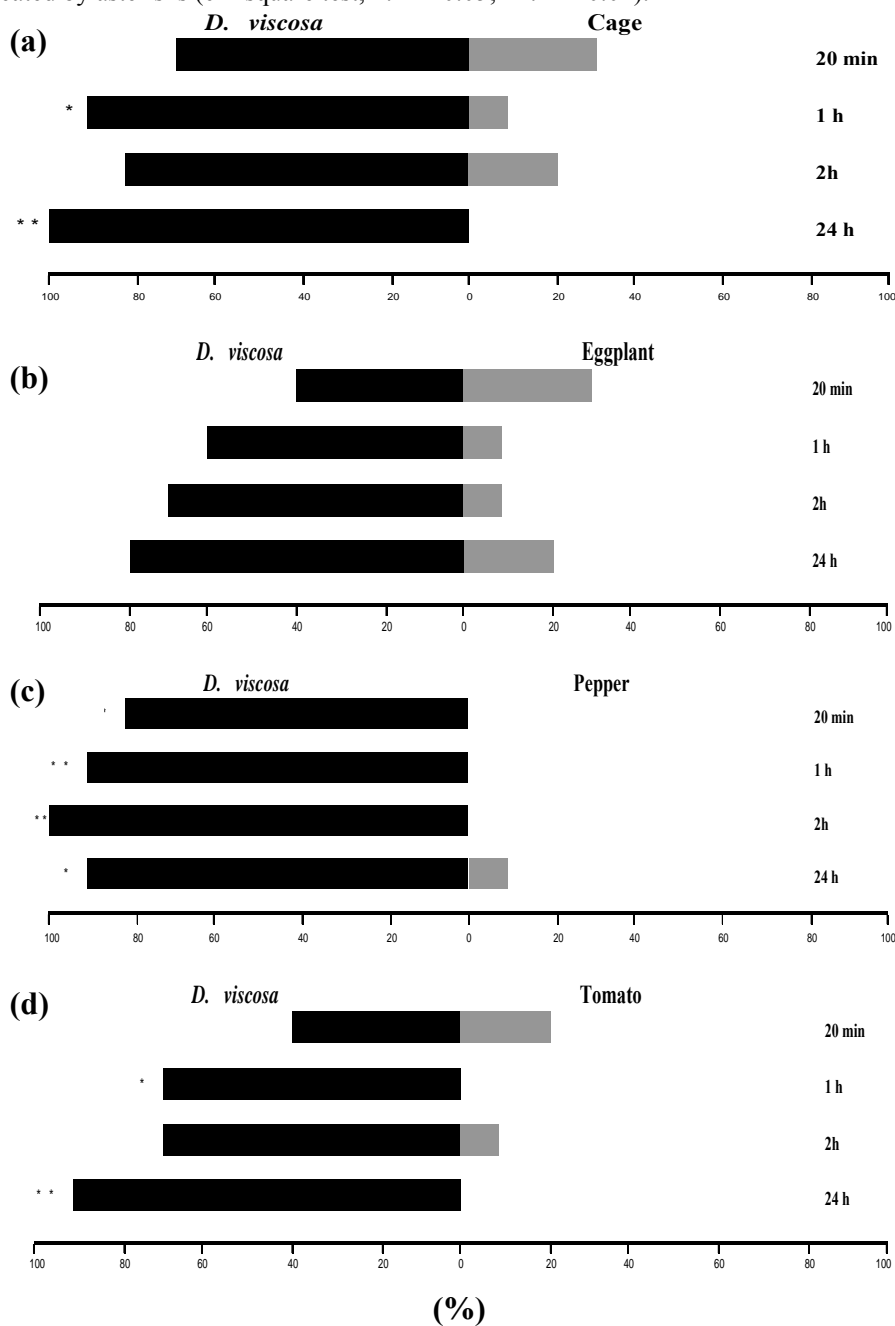 D. viscosa Cage
(a)
20 min
* 1 h
2h
* * 24 h
100 80 60 40 20 0 20 40 60 80 100
D. viscosa Eggplant
(b)
20 min
1 h
2h
24 h
100 80 60 40 20 0 20 40 60 80 100
D. viscosa Pepper
(c)
' 20 min
* * 1 h
** 2h
* 24 h
100 80 60 40 20 0 20 40 60 80 100
D. viscosa Tomato
(d)
20 min
* 1 h
2h
* * 24 h
100 80 60 40 20 0 20 40 60 80 100
(%)